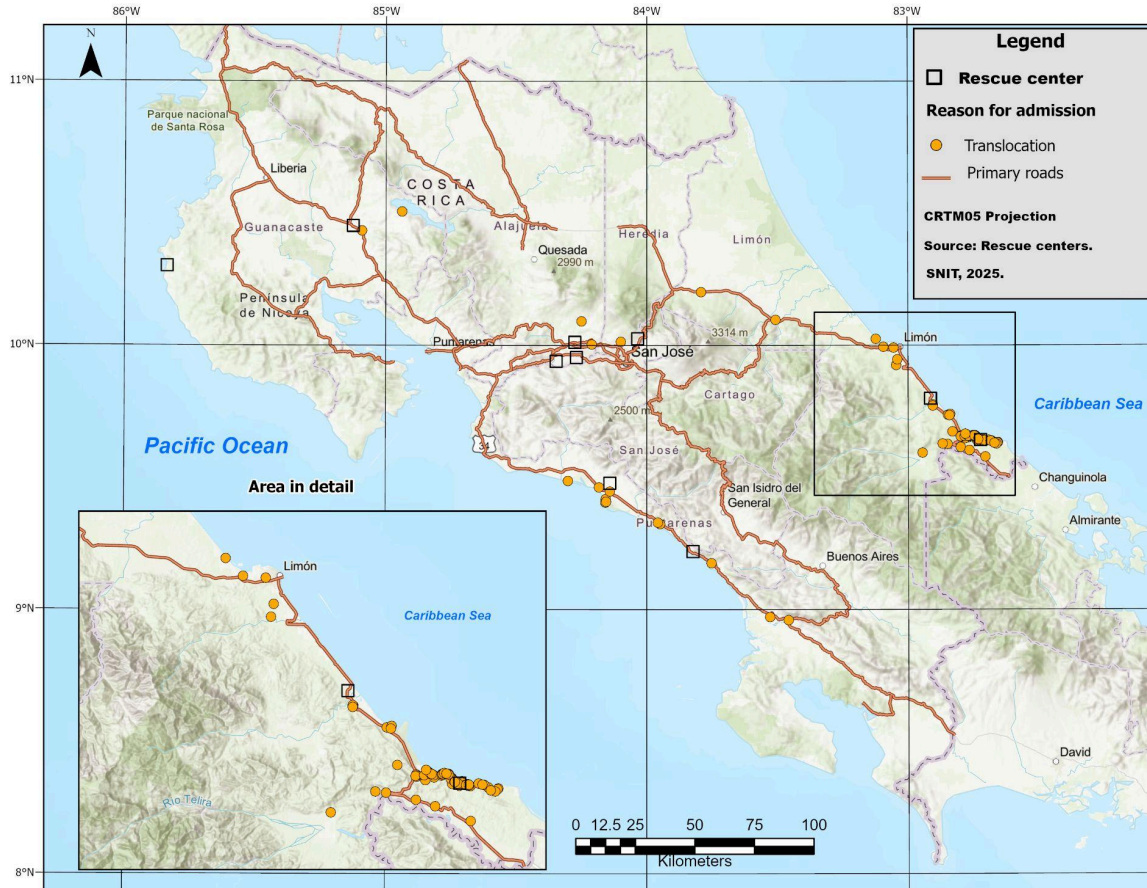 86°W
85°W
84°W
83°W
N
11°N
10°N
9°N
8°N
Legend
Rescue center
Reason for admission
Translocation
Primary roads
CRTM05 Projection
Source: Rescue centers.
SNIT, 2025.
Parque nacional
de Santa Rosa
Liberia
COSTA
RICA
Guanacaste
Alajuela
Heredia
Limón
Quesada
2990 m
Península
de Nicoya
Puntarenas
3314 m
San José
Limón
Cartago
Caribbean Sea
2500 m
Pacific Ocean
34
San José
Area in detail
San Isidro del
General
Changuinola
Puntarenas
Almirante
Buenos Aires
David
Limón
Caribbean Sea
Río Telira
0 12.5 25 50 75 100
Kilometers